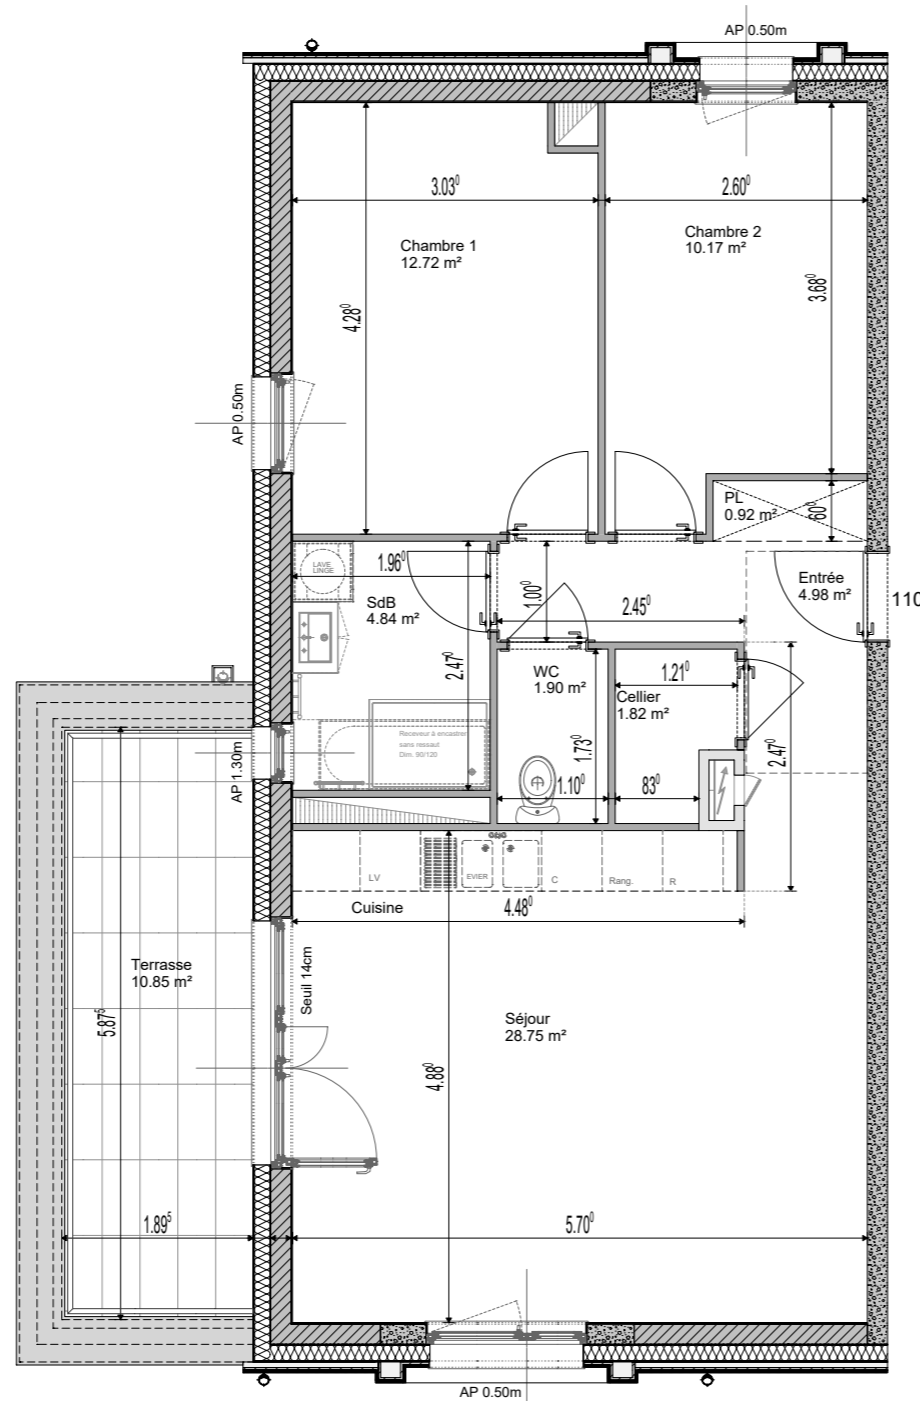 AP 0.50m
3.03⁰
2.60⁰
Chambre 1
12.72 m²
Chambre 2
10.17 m²
4.28⁰
3.68⁰
AP 0.50m
PL
0.92 m²
60⁰
LAVE
LINGE
1.96⁰
SdB
4.84 m²
1.00⁰
2.45⁰
Entrée
4.98 m²
110
2.47⁰
WC
1.90 m²
1.21⁰
Cellier
1.82 m²
2.47⁰
1.73⁰
AP 1.30m
Receveur à encastrer
sans ressaut
Dim. 90/120
1.10⁰
83⁰
LV
EVIER
C
Rang.
R
Cuisine
4.48⁰
Terrasse
10.85 m²
Seuil 14cm
Séjour
28.75 m²
5.87⁵
4.88⁰
1.89⁵
5.70⁰
AP 0.50m